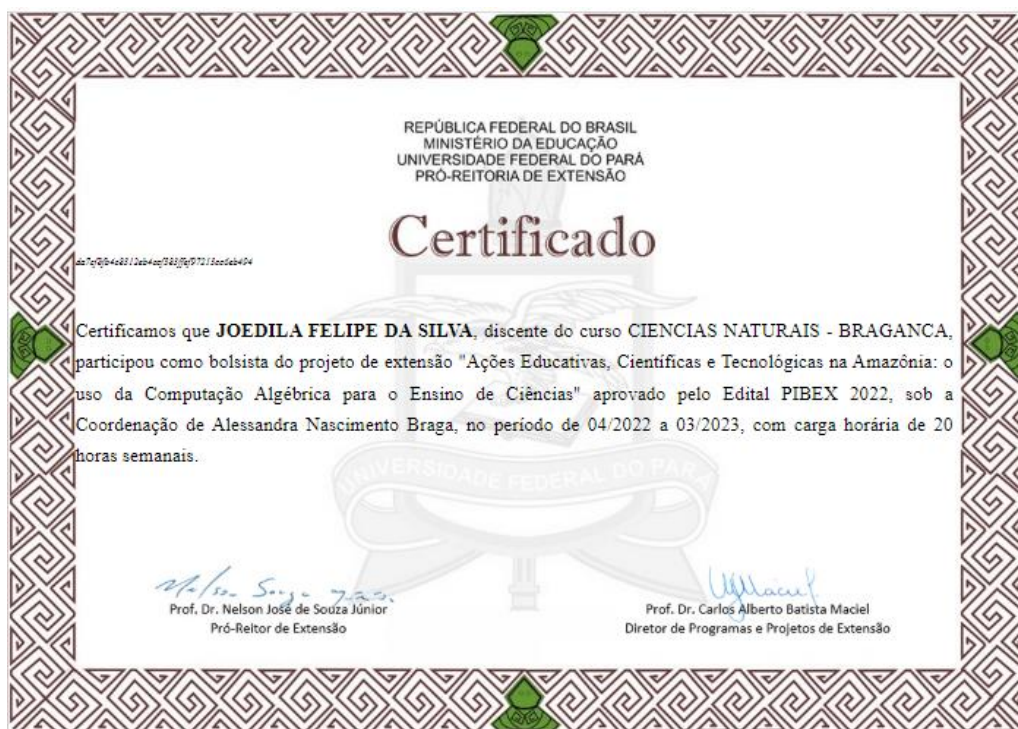 REPÚBLICA FEDERAL DO BRASIL
MINISTÉRIO DA EDUCAÇÃO
UNIVERSIDADE FEDERAL DO PARÁ
PRÓ-REITORIA DE EXTENSÃO
Certificado
Certificamos que JOEDILA FELIPE DA SILVA, discente do curso CIENCIAS NATURAIS - BRAGANCA,
participou como bolsista do projeto de extensão "Ações Educativas, Científicas e Tecnológicas na Amazônia: o
uso da Computação Algébrica para o Ensino de Ciências" aprovado pelo Edital PIBEX 2022, sob a
Coordenação de Alessandra Nascimento Braga, no período de 04/2022 a 03/2023, com carga horária de 20
horas semanais.
UNIVERSIDADE FEDERAL DO PARÁ
Prof. Dr. Nelson José de Souza Júnior
Pró-Reitor de Extensão
Prof. Dr. Carlos Alberto Batista Maciel
Diretor de Programas e Projetos de Extensão